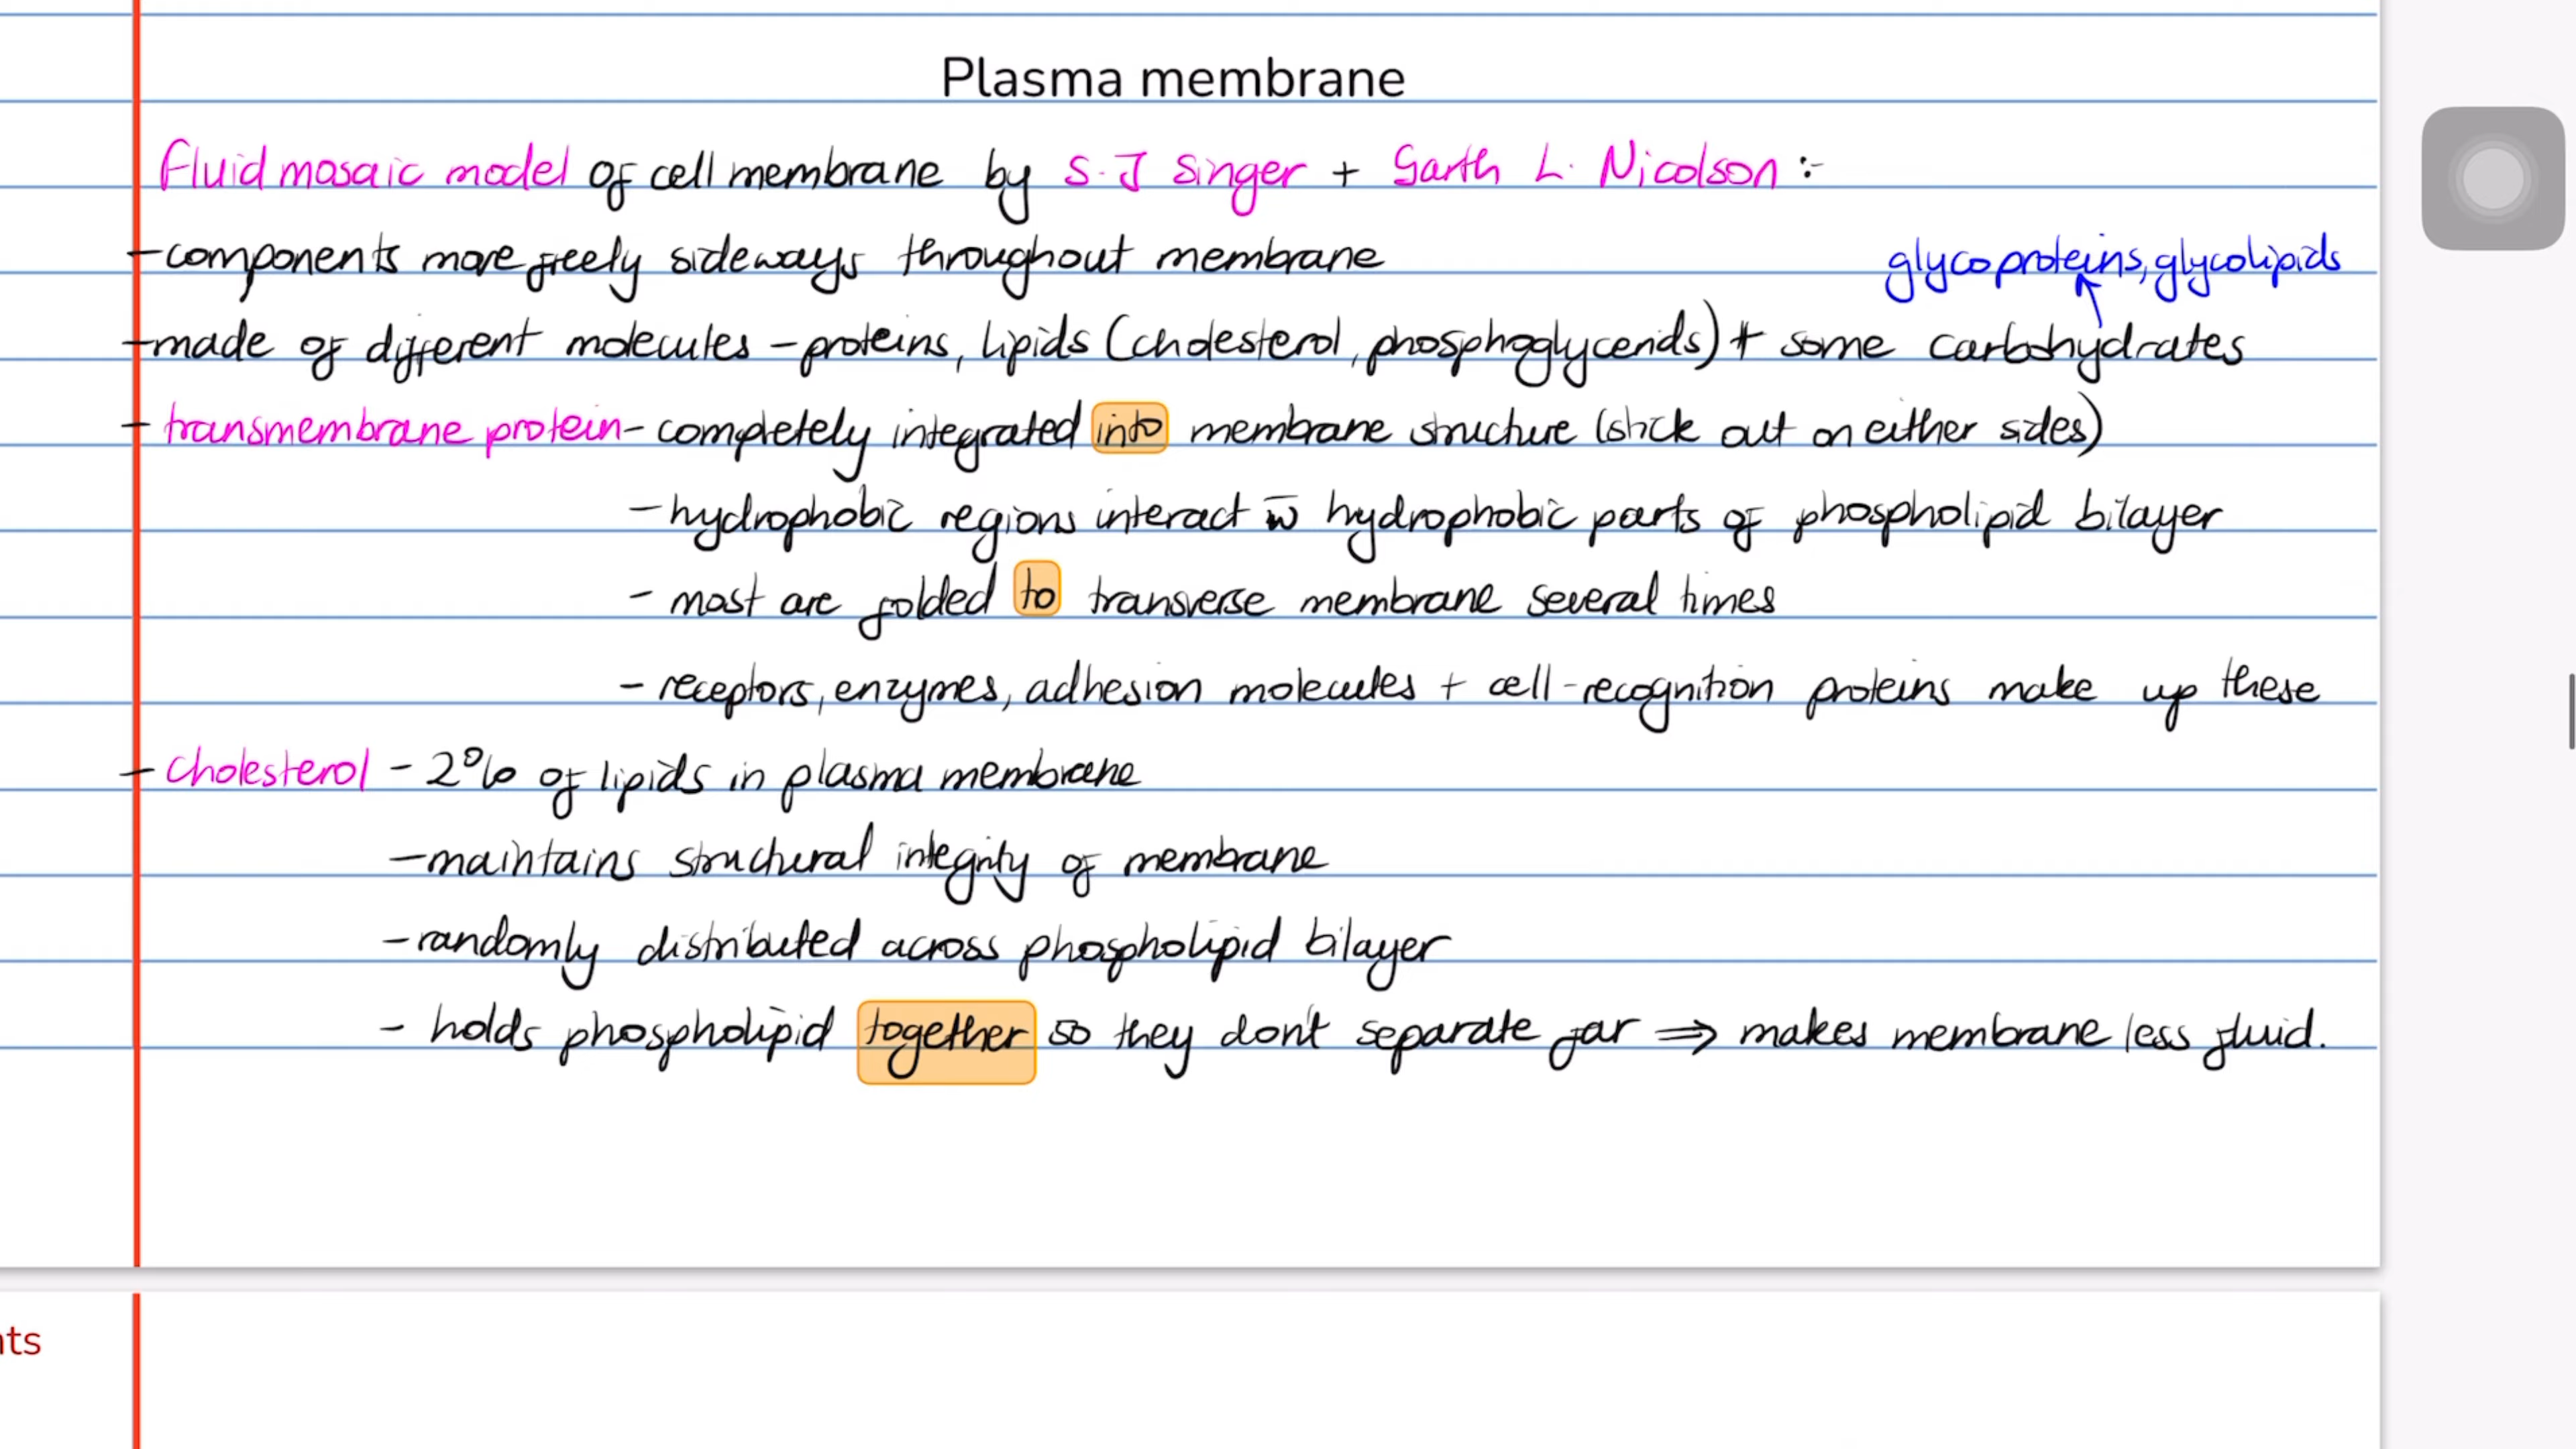 Plasma membrane
Fluid mosaic model of cell membrane by S.J Singer + Garth L. Nicolson :-
-components move freely sideways throughout membrane
glycoproteins, glycolipids
-made of different molecules - proteins, lipids (cholesterol, phosphoglycerids) + some carbohydrates
- transmembrane protein - completely integrated into membrane structure (stick out on either sides)
- hydrophobic regions interact w̄ hydrophobic parts of phospholipid bilayer
- most are folded to transverse membrane several times
- receptors, enzymes, adhesion molecules + cell-recognition proteins make up these
- cholesterol - 2% of lipids in plasma membrane
-maintains structural integrity of membrane
-randomly distributed across phospholipid bilayer
- holds phospholipid together so they don't separate far ⇒ makes membrane less fluid.
nts